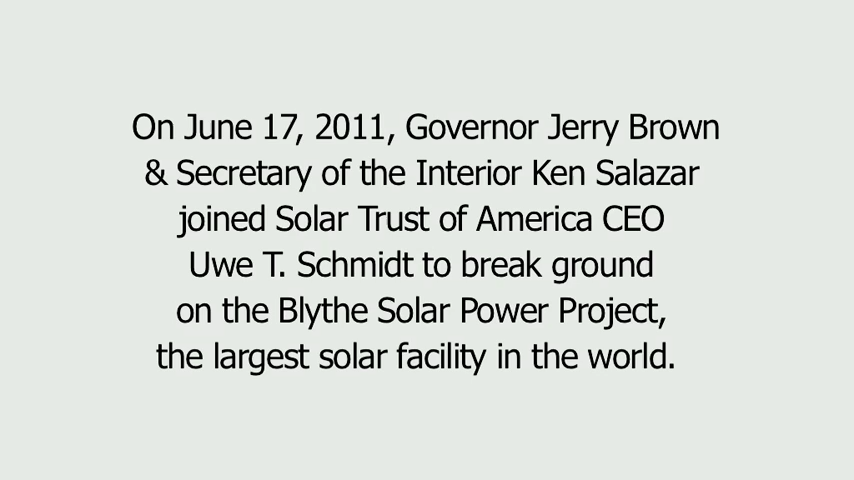 On June 17, 2011, Governor Jerry Brown
& Secretary of the Interior Ken Salazar
joined Solar Trust of America CEO
Uwe T. Schmidt to break ground
on the Blythe Solar Power Project,
the largest solar facility in the world.